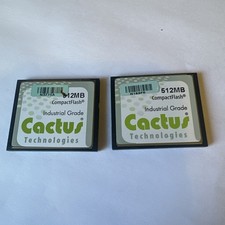 512MB
CompactFlash®
Industrial Grade
Cactus
Technologies
512MB
CompactFlash®
Industrial Grade
Cactus
Technologies